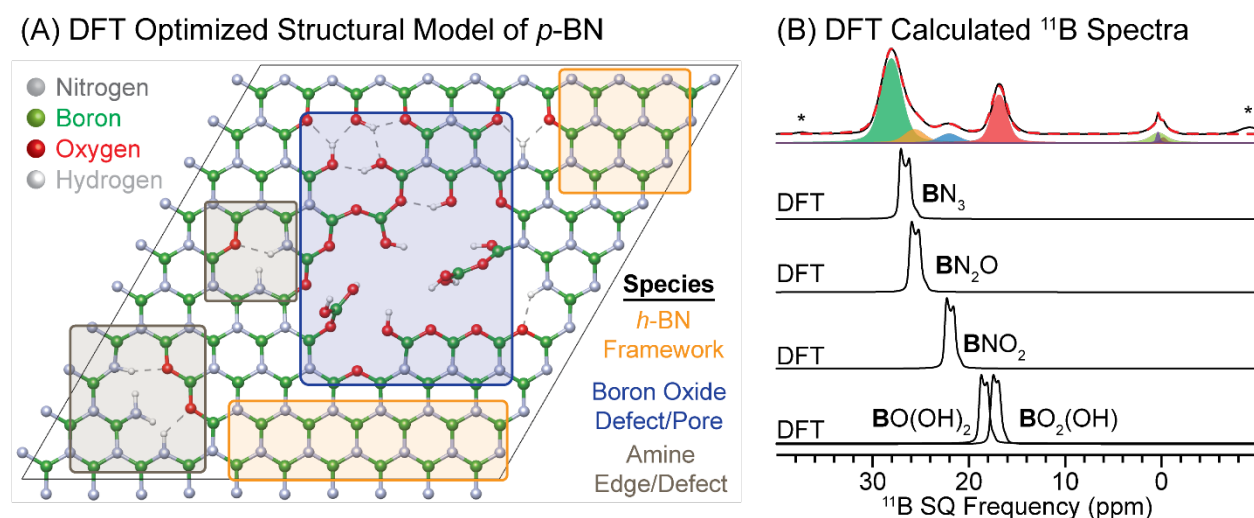 (A) DFT Optimized Structural Model of p-BN
Nitrogen
Boron
Oxygen
Hydrogen
Species
h-BN
Framework
Boron Oxide
Defect/Pore
Amine
Edge/Defect
(B) DFT Calculated ¹¹B Spectra
* *
DFT BN₃
DFT BN₂O
DFT BNO₂
DFT BO(OH)₂ BO₂(OH)
30 20 10 0
¹¹B SQ Frequency (ppm)